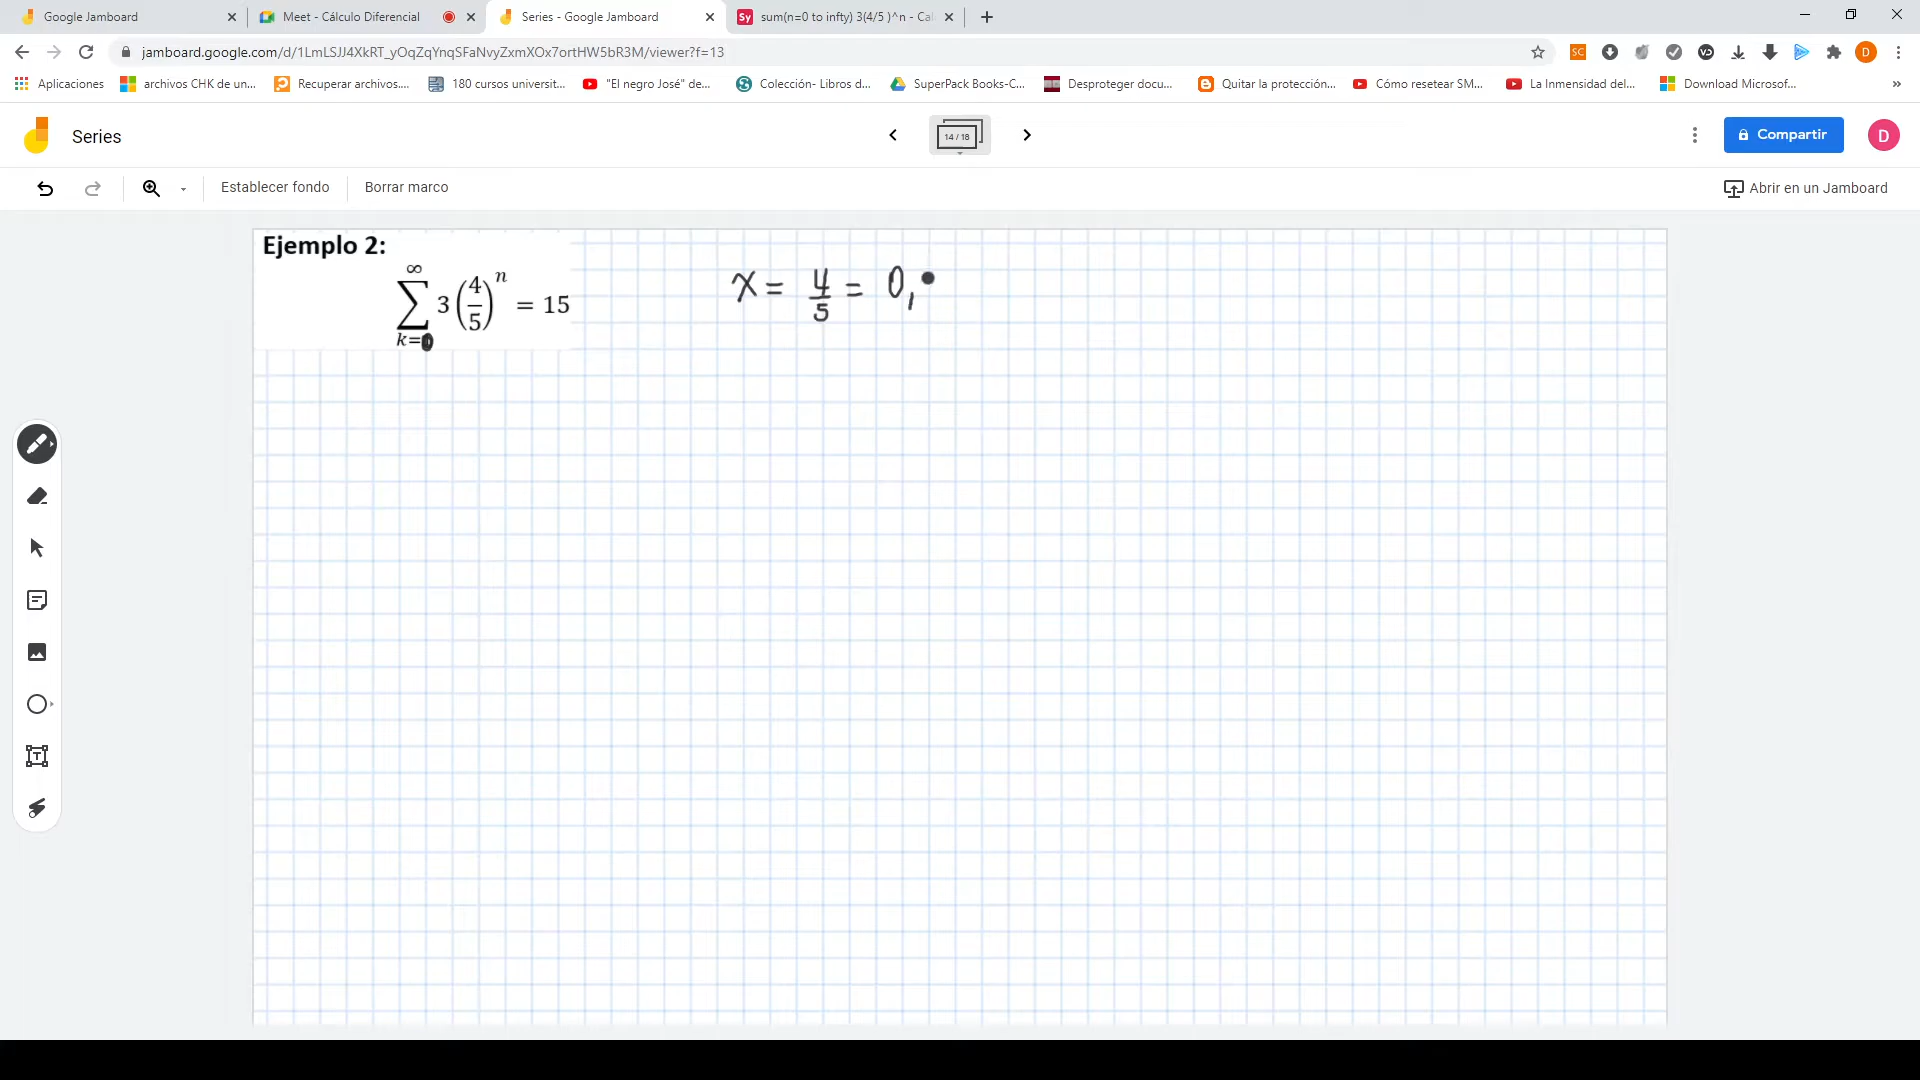 Google Jamboard
Meet - Cálculo Diferencial
Series - Google Jamboard
Sy
sum(n=0 to infty) 3(4/5 )^n - Cal
jamboard.google.com/d/1LmLSJJ4XkRT_yOqZqYnqSFaNvyZxmXOx7ortHW5bR3M/viewer?f=13
SC
D
Aplicaciones
archivos CHK de un...
Recuperar archivos....
180 cursos universit...
"El negro José" de...
Colección- Libros d...
SuperPack Books-C...
Desproteger docu...
Quitar la protección...
Cómo resetear SM...
La Inmensidad del...
Download Microsof...
»
Series
14 / 18
Compartir
D
Establecer fondo
Borrar marco
Abrir en un Jamboard
Ejemplo 2:
∞ ∑ k=0 3 (4/5)^n = 15
x = 4/5 = 0,
T